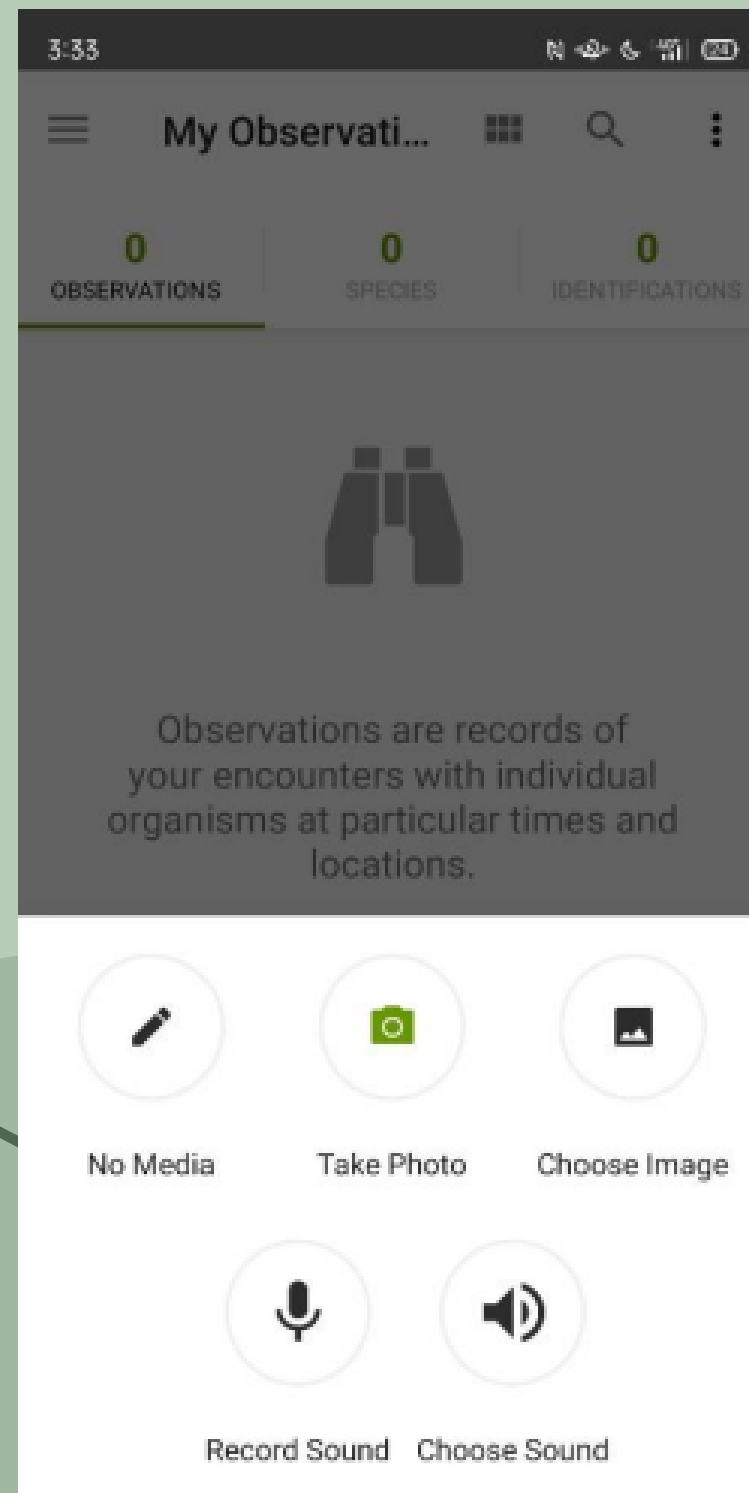 3:33
My Observati...
0 0 0
OBSERVATIONS SPECIES IDENTIFICATIONS
Observations are records of
your encounters with individual
organisms at particular times and
locations.
No Media Take Photo Choose Image
Record Sound Choose Sound